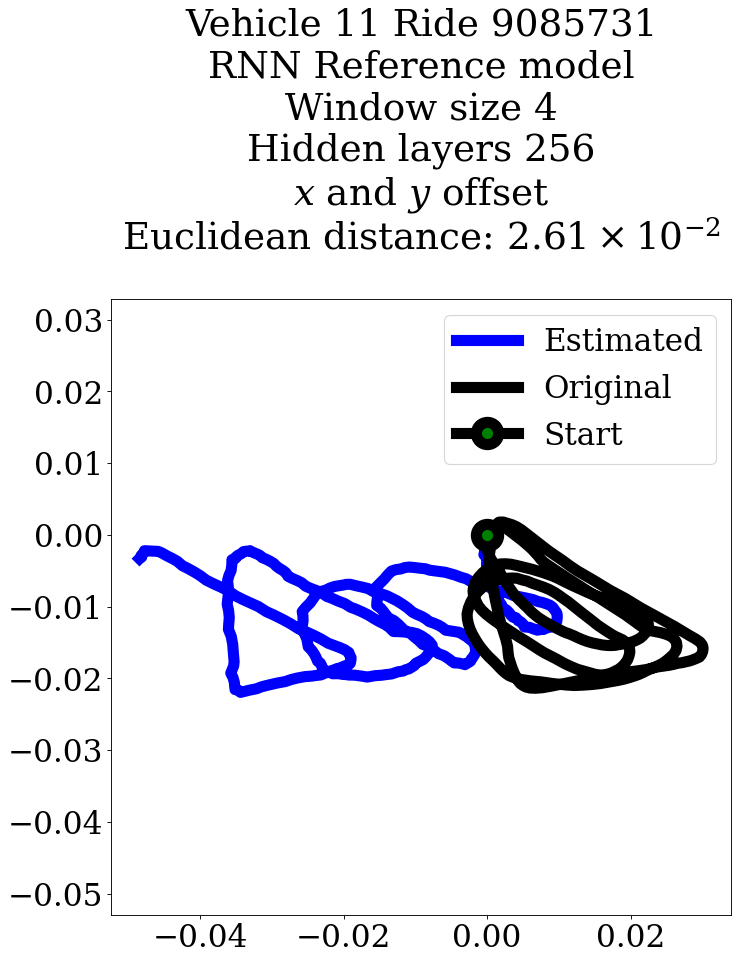 Vehicle 11 Ride 9085731
RNN Reference model
Window size 4
Hidden layers 256
x and y offset
Euclidean distance: 2.61 × 10⁻²
Estimated
Original
Start
0.03
0.02
0.01
0.00
−0.01
−0.02
−0.03
−0.04
−0.05
−0.04 −0.02 0.00 0.02